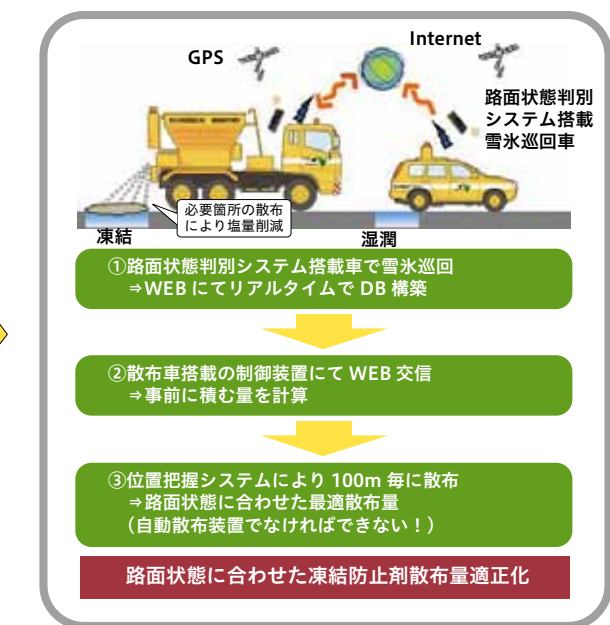 GPS
Internet
路面状態判別
システム搭載
雪氷巡回車
必要箇所の散布
により塩量削減
凍結
湿潤
①路面状態判別システム搭載車で雪氷巡回
⇒WEB にてリアルタイムで DB 構築
②散布車搭載の制御装置にて WEB 交信
⇒事前に積む量を計算
③位置把握システムにより 100m 毎に散布
⇒路面状態に合わせた最適散布量
（自動散布装置でなければできない！）
路面状態に合わせた凍結防止剤散布量適正化